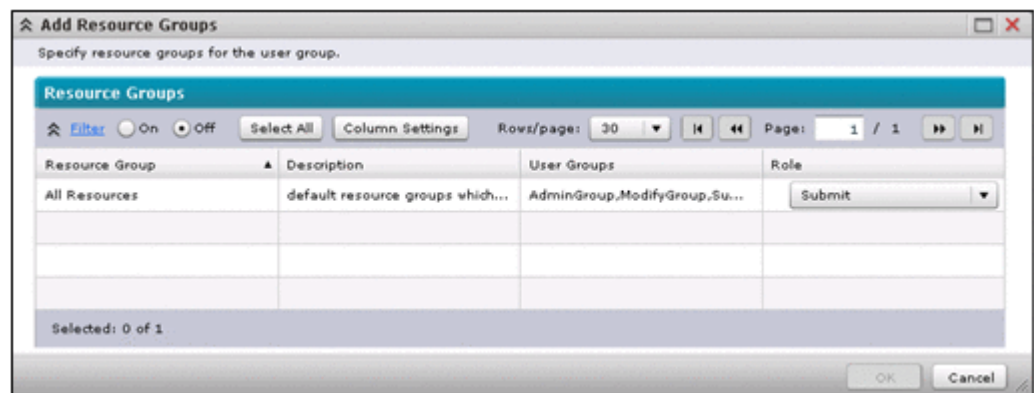 Add Resource Groups
Specify resource groups for the user group.
Resource Groups
Filter On Off Select All Column Settings Rows/page: 30 Page: 1 / 1
Resource Group Description User Groups Role
All Resources default resource groups which... AdminGroup,ModifyGroup,Su... Submit
Selected: 0 of 1
OK Cancel